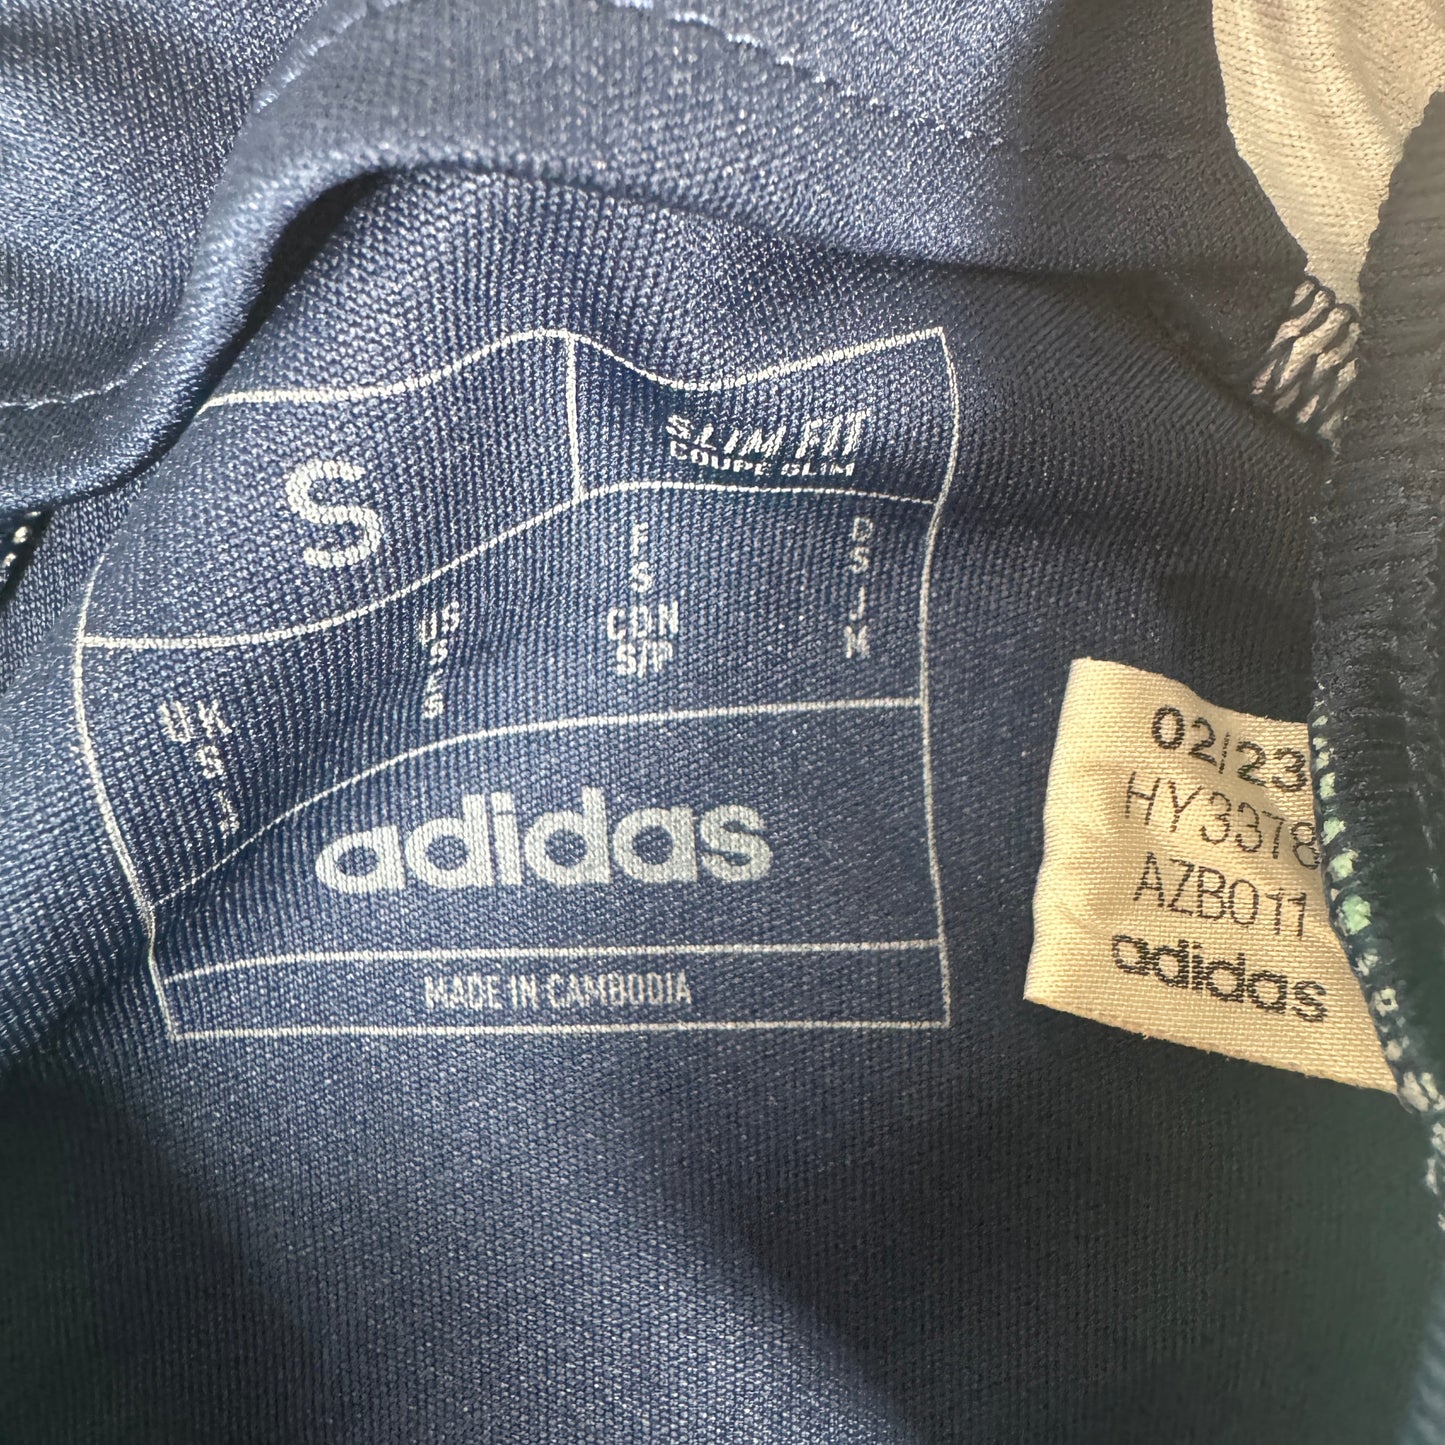 S
SLIM FIT
COUPE SLIM
UK
S
US
S
E
S
F
S
CDN
S/P
D
S
J
M
adidas
MADE IN CAMBODIA
02/23
HY3378
AZB011
adidas